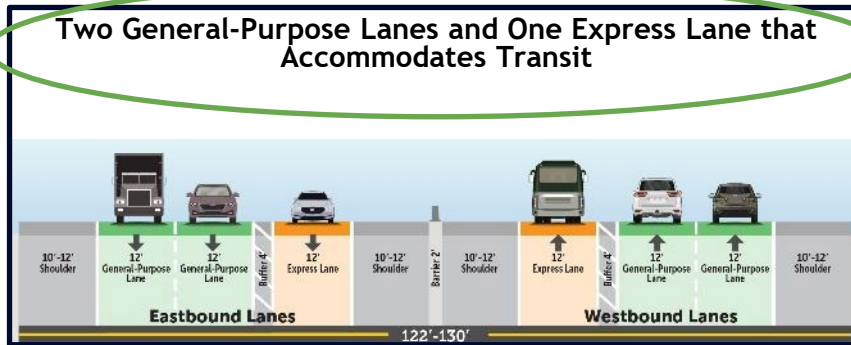 Two General-Purpose Lanes and One Express Lane that
Accommodates Transit
10'-12'
Shoulder
12'
General-Purpose
Lane
12'
General-Purpose
Lane
Buffer 4'
12'
Express Lane
10'-12'
Shoulder
Barrier 2'
10'-12'
Shoulder
12'
Express Lane
Buffer 4'
12'
General-Purpose
Lane
12'
General-Purpose
Lane
10'-12'
Shoulder
Eastbound Lanes
Westbound Lanes
122'-130'